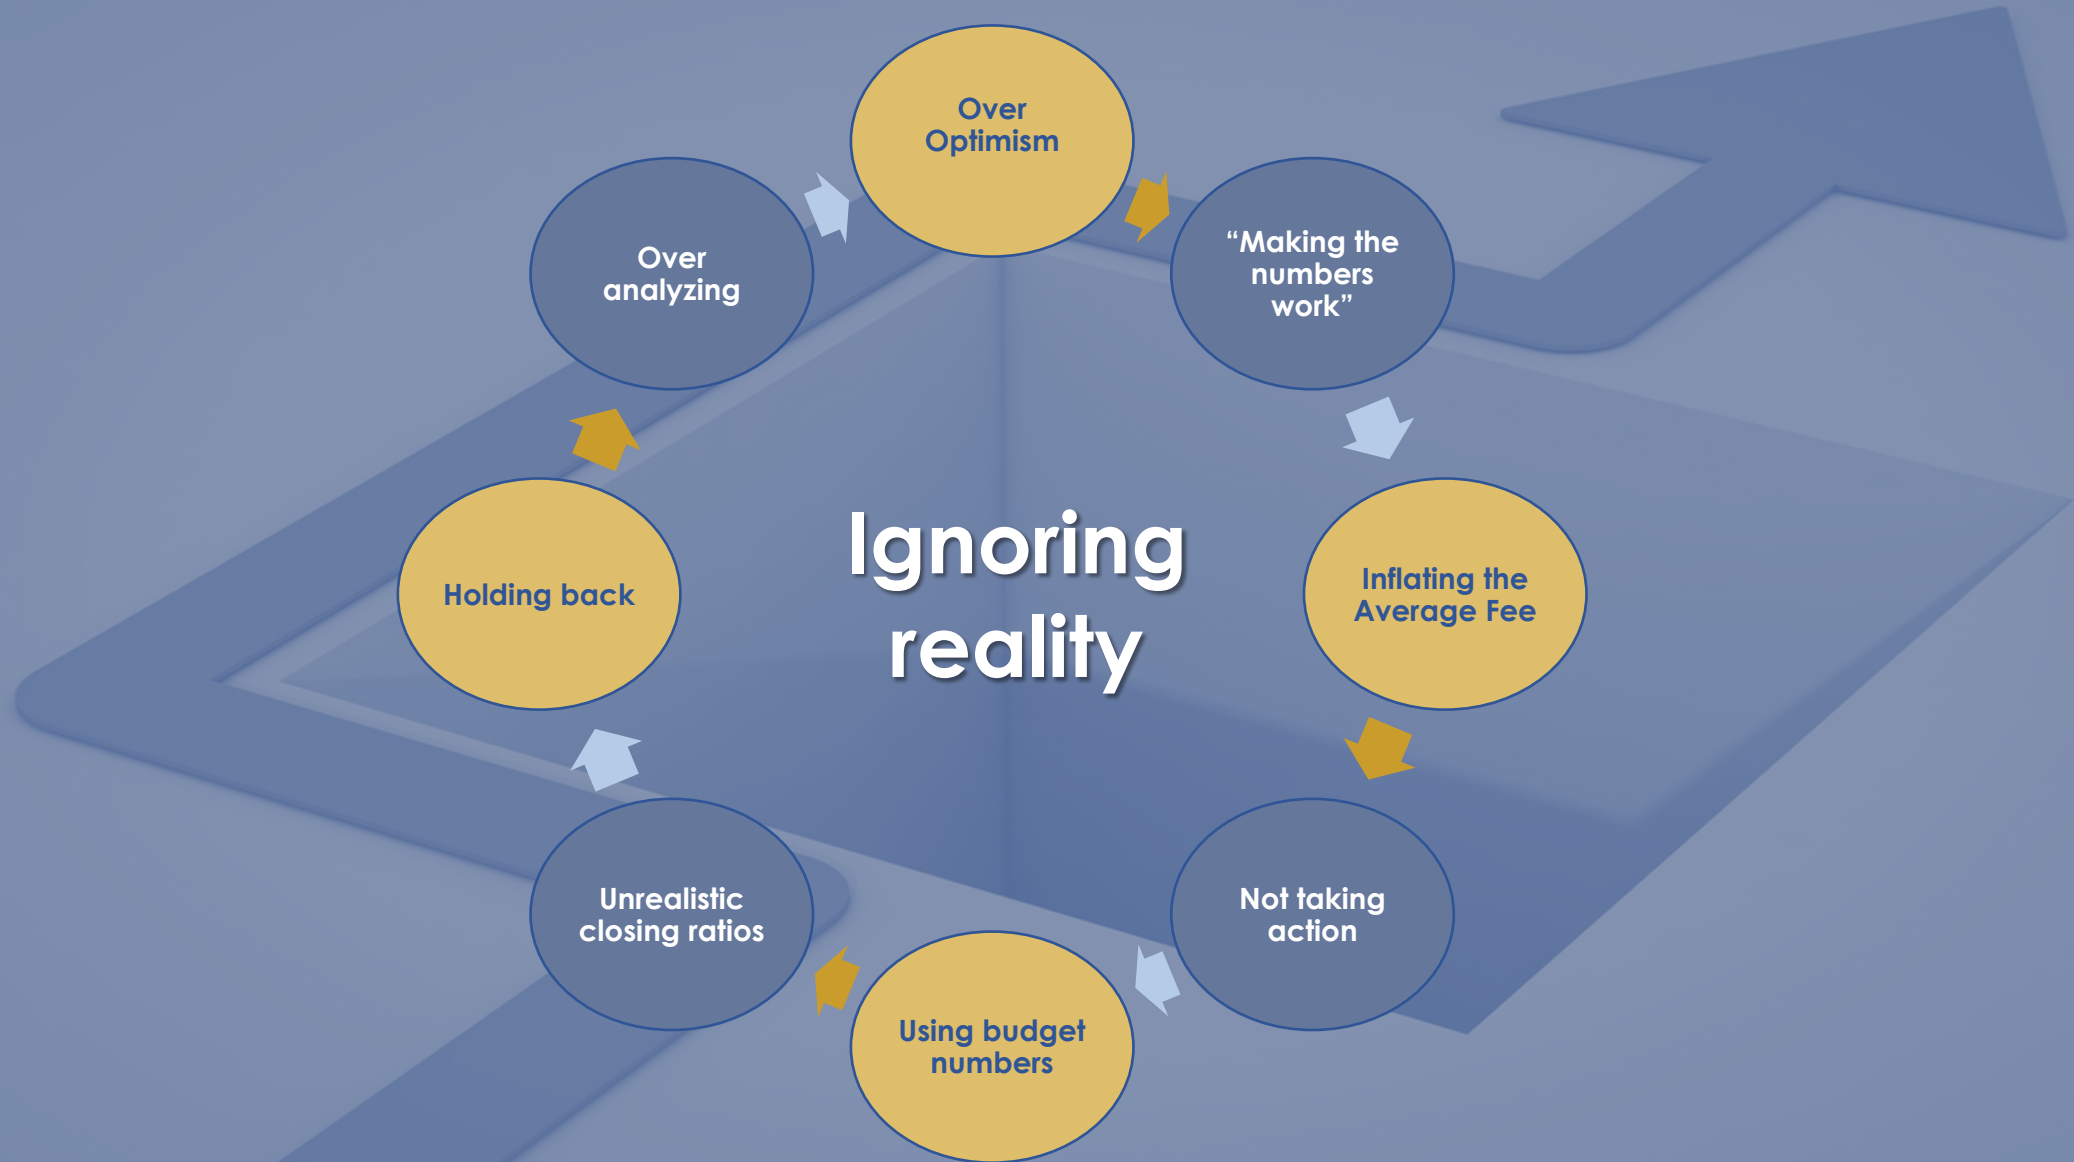 Over
Optimism
“Making the
numbers
work”
Inflating the
Average Fee
Not taking
action
Using budget
numbers
Unrealistic
closing ratios
Holding back
Over
analyzing
Ignoring
reality